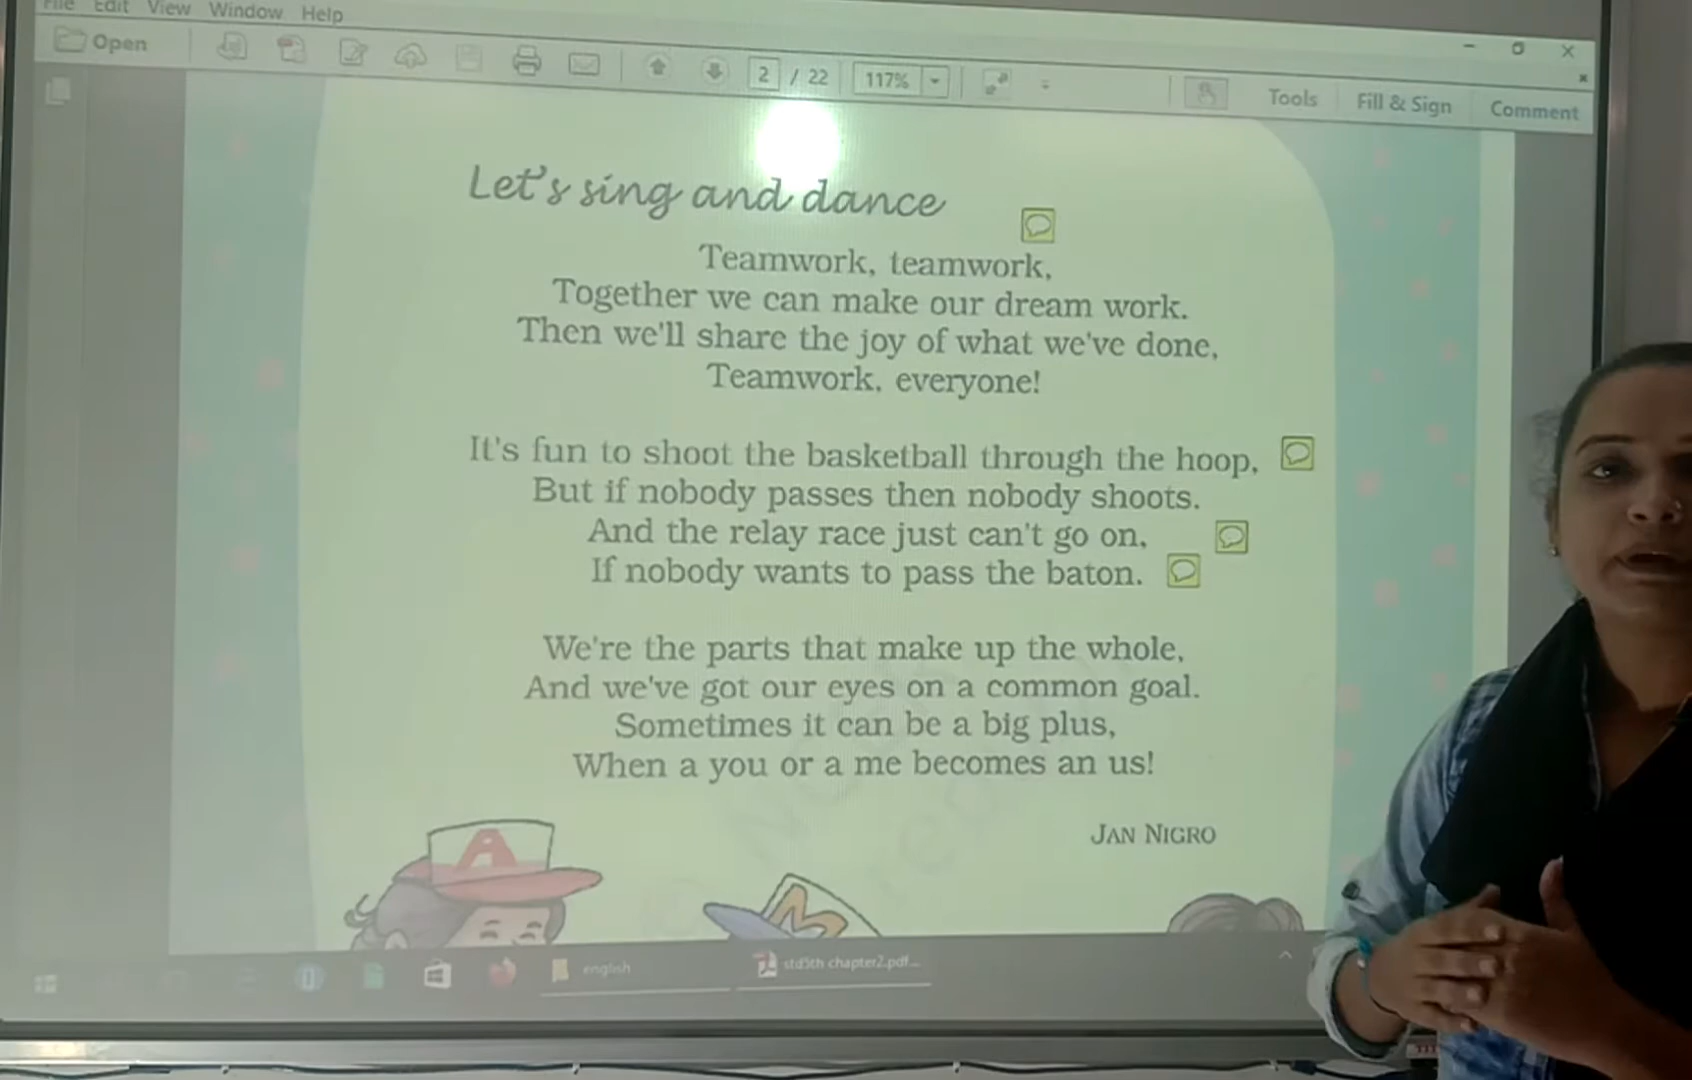 File Edit View Window Help
Open
2 / 22
117%
Tools
Fill & Sign
Comment
Let's sing and dance
Teamwork, teamwork,
Together we can make our dream work.
Then we'll share the joy of what we've done,
Teamwork, everyone!
It's fun to shoot the basketball through the hoop,
But if nobody passes then nobody shoots.
And the relay race just can't go on,
If nobody wants to pass the baton.
We're the parts that make up the whole,
And we've got our eyes on a common goal.
Sometimes it can be a big plus,
When a you or a me becomes an us!
JAN NIGRO
A
M
english
std5th chapter2.pdf...